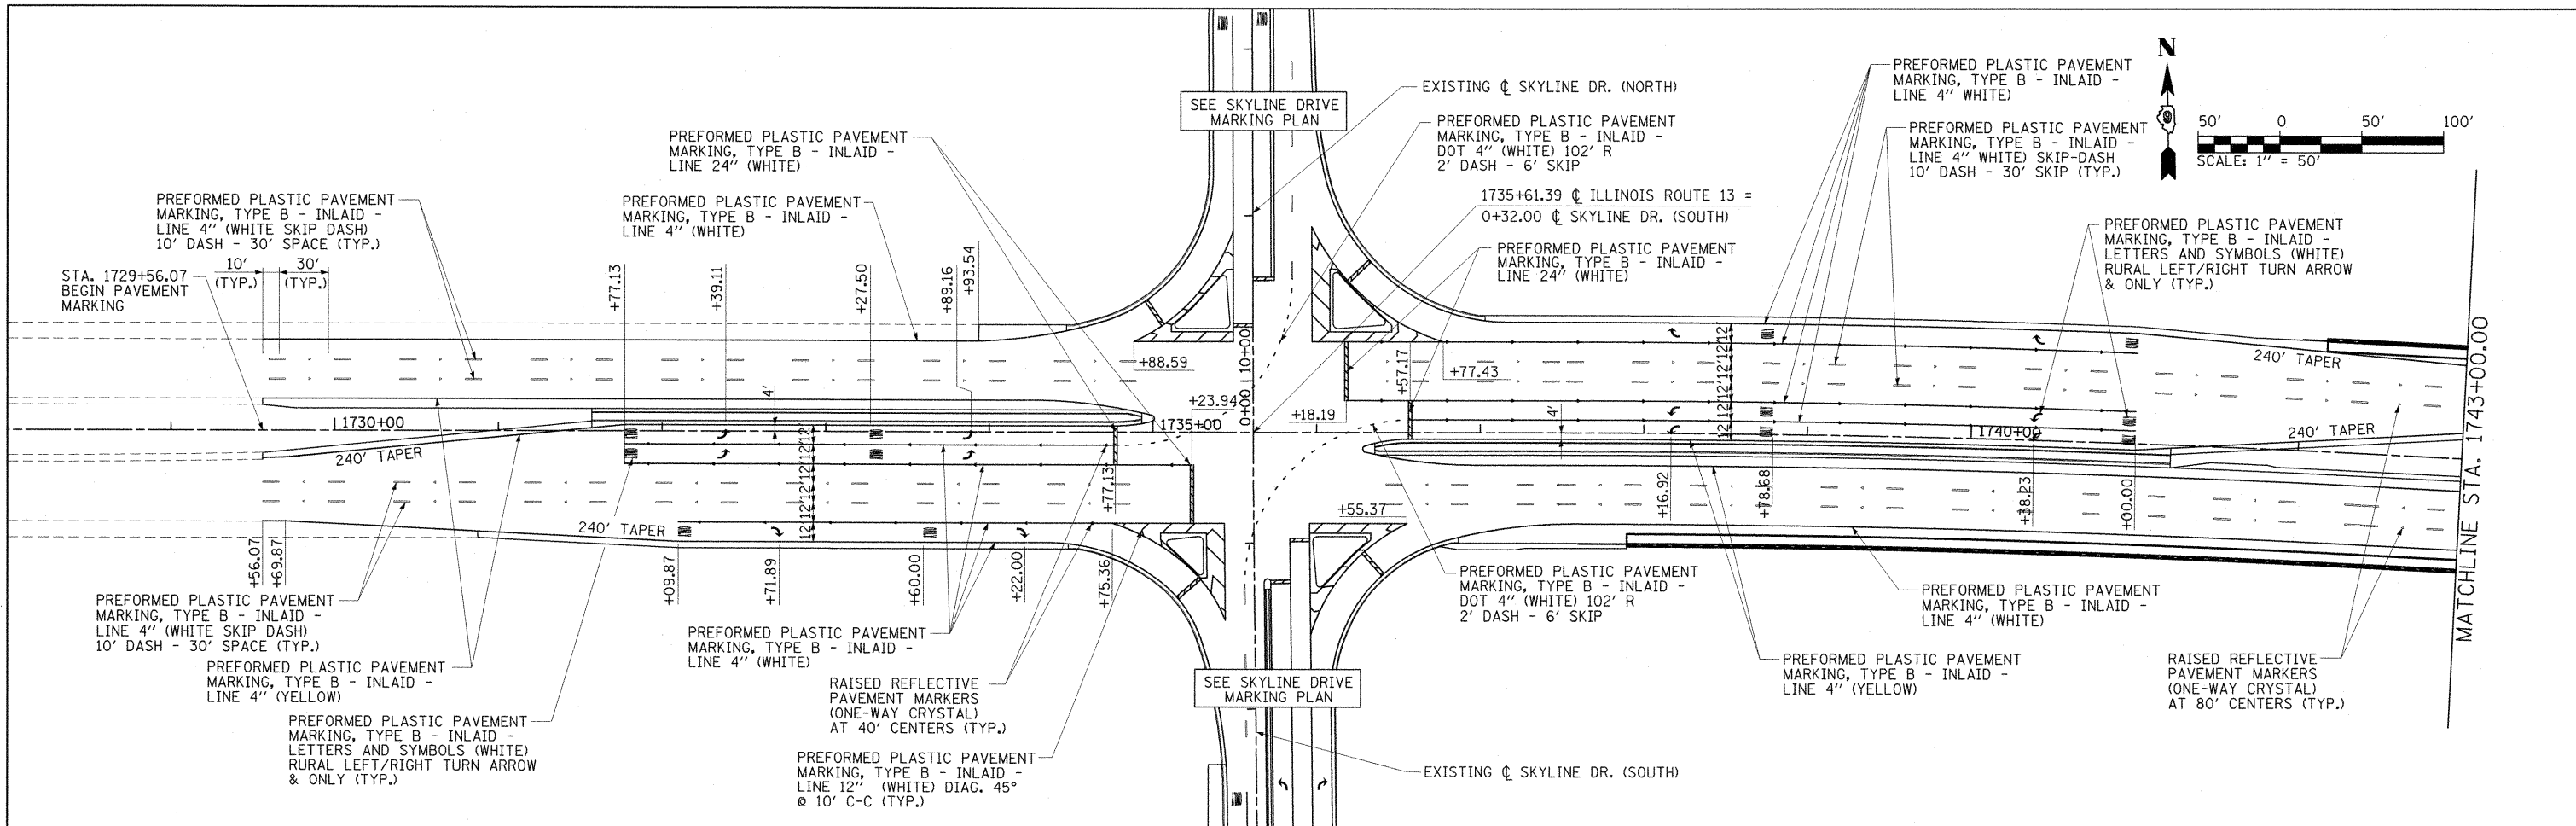 PREFORMED PLASTIC PAVEMENT
MARKING, TYPE B - INLAID -
LINE 4" (WHITE SKIP DASH)
10' DASH - 30' SPACE (TYP.)
STA. 1729+56.07
BEGIN PAVEMENT
MARKING
10'
(TYP.)
30'
(TYP.)
PREFORMED PLASTIC PAVEMENT
MARKING, TYPE B - INLAID -
LINE 24" (WHITE)
PREFORMED PLASTIC PAVEMENT
MARKING, TYPE B - INLAID -
LINE 4" (WHITE)
+77.13
+39.11
+27.50
+89.16
+93.54
SEE SKYLINE DRIVE
MARKING PLAN
EXISTING ℄ SKYLINE DR. (NORTH)
PREFORMED PLASTIC PAVEMENT
MARKING, TYPE B - INLAID -
DOT 4" (WHITE) 102' R
2' DASH - 6' SKIP
1735+61.39 ℄ ILLINOIS ROUTE 13 =
0+32.00 ℄ SKYLINE DR. (SOUTH)
PREFORMED PLASTIC PAVEMENT
MARKING, TYPE B - INLAID -
LINE 24" (WHITE)
PREFORMED PLASTIC PAVEMENT
MARKING, TYPE B - INLAID -
LINE 4" WHITE)
PREFORMED PLASTIC PAVEMENT
MARKING, TYPE B - INLAID -
LINE 4" WHITE) SKIP-DASH
10' DASH - 30' SKIP (TYP.)
N
9
50' 0 50' 100'
SCALE: 1" = 50'
PREFORMED PLASTIC PAVEMENT
MARKING, TYPE B - INLAID -
LETTERS AND SYMBOLS (WHITE)
RURAL LEFT/RIGHT TURN ARROW
& ONLY (TYP.)
MATCHLINE STA. 1743+00.00
240' TAPER
240' TAPER
1730+00
1735+00
1740+00
10+00
0+00
+88.59
+23.94
+18.19
+57.17
+77.43
+77.13
+55.37
4'
4'
12'
12'
12'
12'
12'
12'
12'
12'
12'
12'
12'
240' TAPER
240' TAPER
+56.07
+69.87
+09.87
+71.89
+60.00
+22.00
+75.36
+16.92
+78.68
+38.23
+00.00
PREFORMED PLASTIC PAVEMENT
MARKING, TYPE B - INLAID -
LINE 4" (WHITE SKIP DASH)
10' DASH - 30' SPACE (TYP.)
PREFORMED PLASTIC PAVEMENT
MARKING, TYPE B - INLAID -
LINE 4" (YELLOW)
PREFORMED PLASTIC PAVEMENT
MARKING, TYPE B - INLAID -
LETTERS AND SYMBOLS (WHITE)
RURAL LEFT/RIGHT TURN ARROW
& ONLY (TYP.)
PREFORMED PLASTIC PAVEMENT
MARKING, TYPE B - INLAID -
LINE 4" (WHITE)
RAISED REFLECTIVE
PAVEMENT MARKERS
(ONE-WAY CRYSTAL)
AT 40' CENTERS (TYP.)
PREFORMED PLASTIC PAVEMENT
MARKING, TYPE B - INLAID -
LINE 12" (WHITE) DIAG. 45°
@ 10' C-C (TYP.)
SEE SKYLINE DRIVE
MARKING PLAN
PREFORMED PLASTIC PAVEMENT
MARKING, TYPE B - INLAID -
DOT 4" (WHITE) 102' R
2' DASH - 6' SKIP
EXISTING ℄ SKYLINE DR. (SOUTH)
PREFORMED PLASTIC PAVEMENT
MARKING, TYPE B - INLAID -
LINE 4" (YELLOW)
PREFORMED PLASTIC PAVEMENT
MARKING, TYPE B - INLAID -
LINE 4" (WHITE)
RAISED REFLECTIVE
PAVEMENT MARKERS
(ONE-WAY CRYSTAL)
AT 80' CENTERS (TYP.)